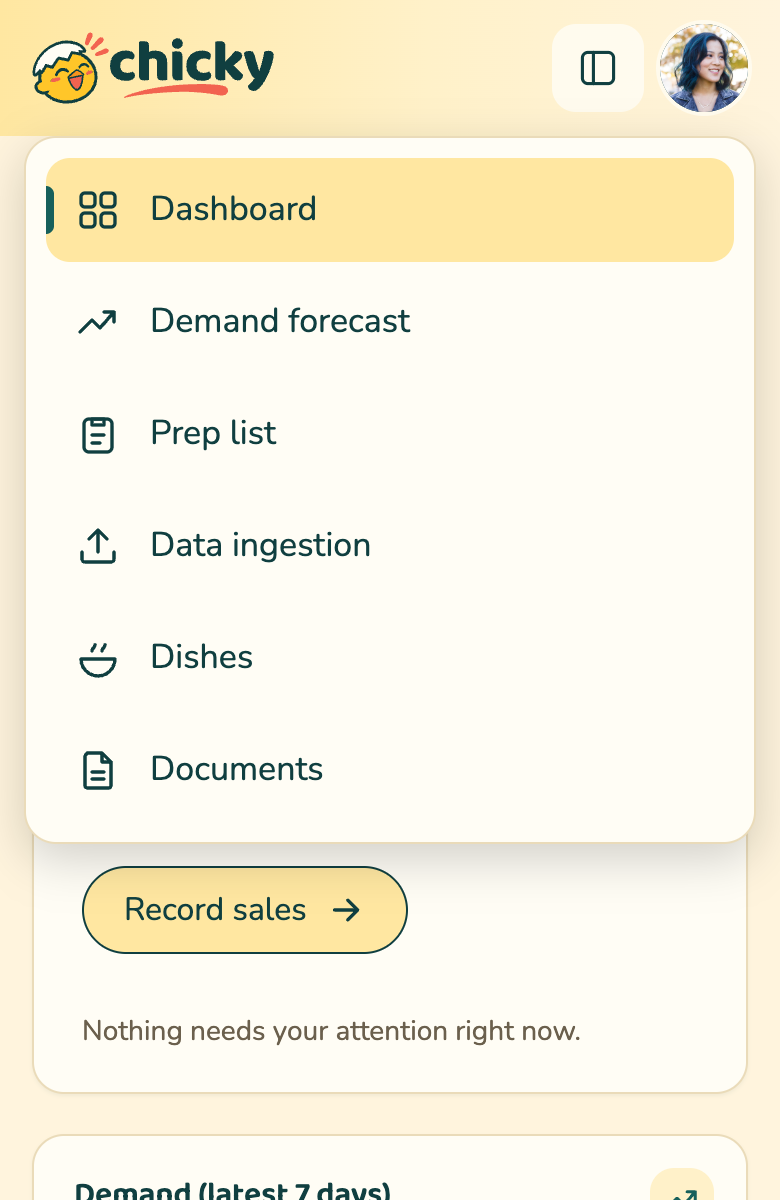 chicky
Dashboard
Demand forecast
Prep list
Data ingestion
Dishes
Documents
Record sales
Nothing needs your attention right now.
Demand (latest 7 days)